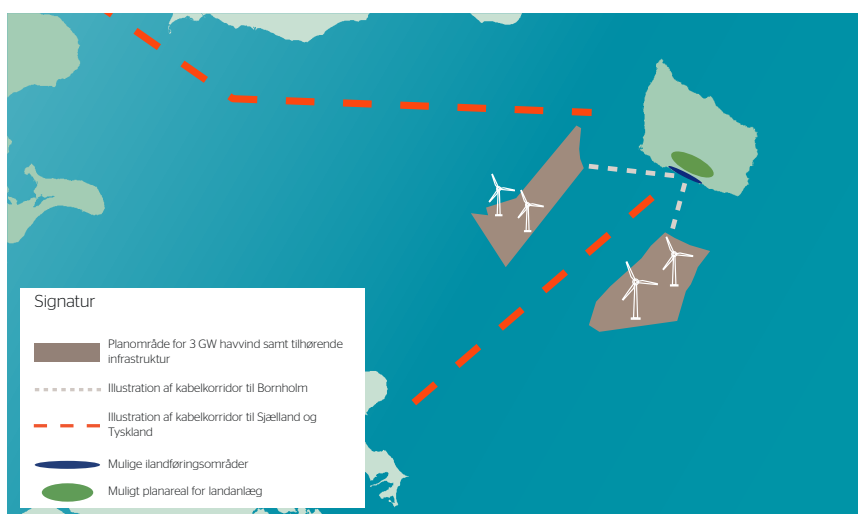 Signatur
Planområde for 3 GW havvind samt tilhørende
infrastruktur
Illustration af kabelkorridor til Bornholm
Illustration af kabelkorridor til Sjælland og
Tyskland
Mulige ilandføringsområder
Muligt planareal for landanlæg